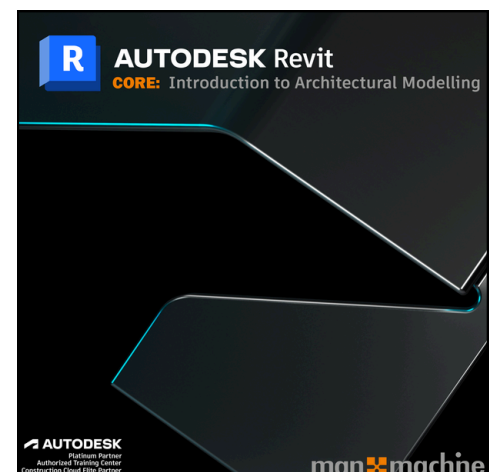 R
AUTODESK Revit
CORE: Introduction to Architectural Modelling
AUTODESK
Platinum Partner
Authorized Training Center
Construction Cloud Elite Partner
man machine